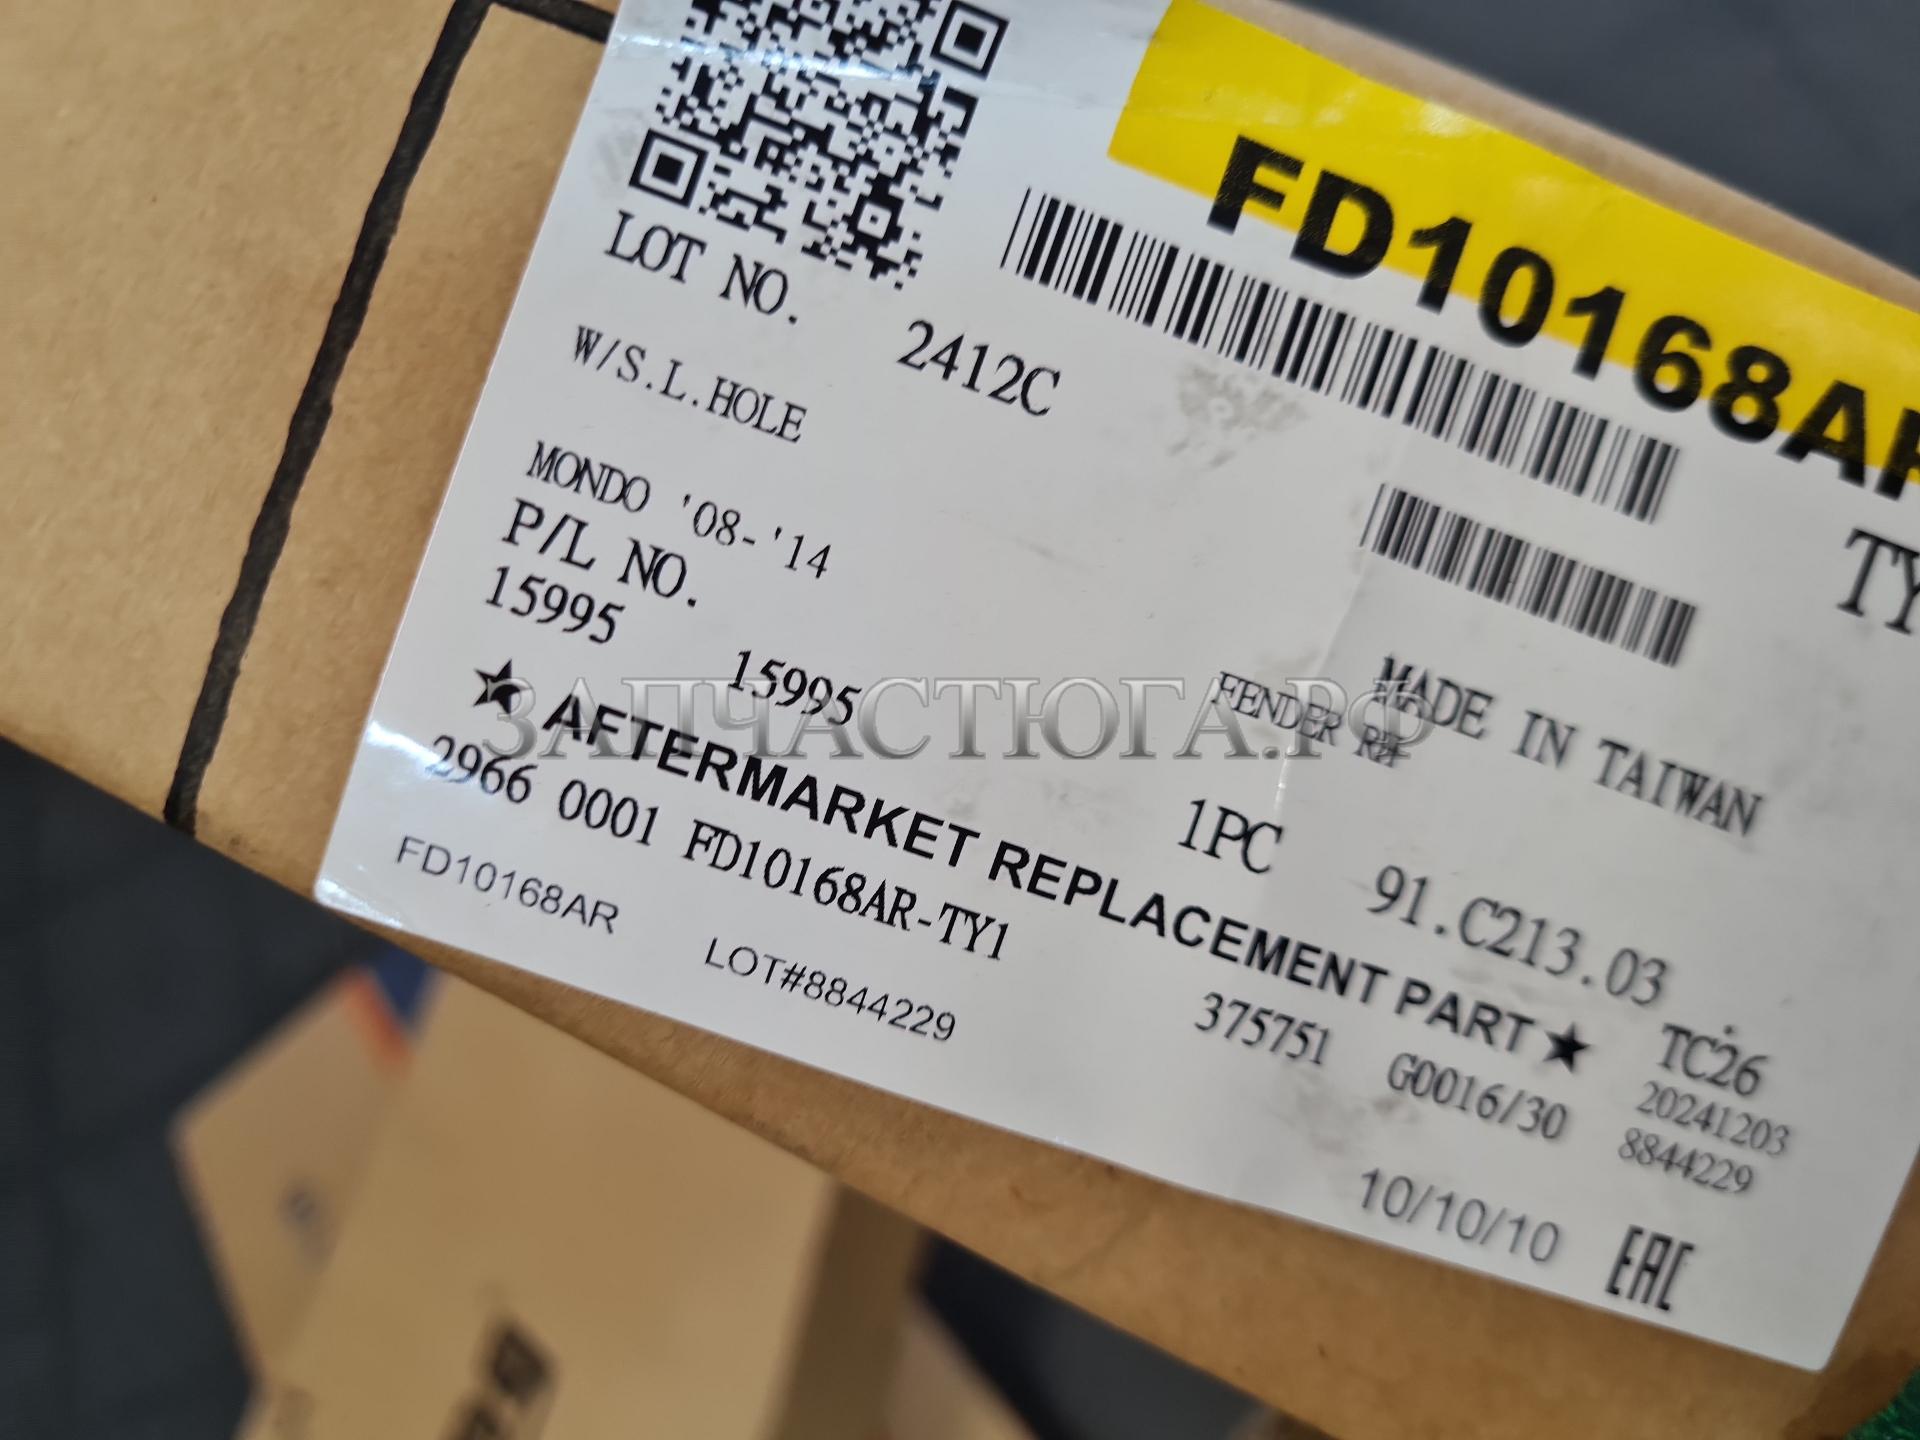 FD10168AR
TY
LOT NO.
2412C
W/S.L.HOLE
MONDO '08-'14
P/L NO.
15995
15995
FENDER RH
MADE IN TAIWAN
1PC
91.C213.03
★ AFTERMARKET REPLACEMENT PART ★
2966 0001 FD10168AR-TY1
375751
G0016/30
TC26
20241203
8844229
FD10168AR
LOT#8844229
10/10/10
EAC
ЗАПЧАСТЮГА.РФ